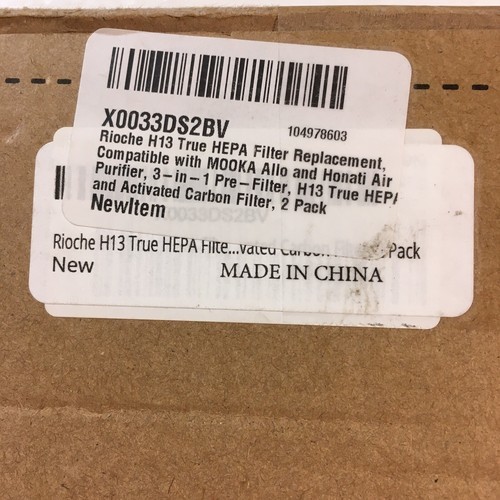 X0033DS2BV
104978603
Rioche H13 True HEPA Filter Replacement,
Compatible with MOOKA Allo and Honati Air
Purifier, 3-in-1 Pre-Filter, H13 True HEPA
and Activated Carbon Filter, 2 Pack
NewItem
X0033DS2BV
Rioche H13 True HEPA Filte...vated Carbon Pack
New
MADE IN CHINA